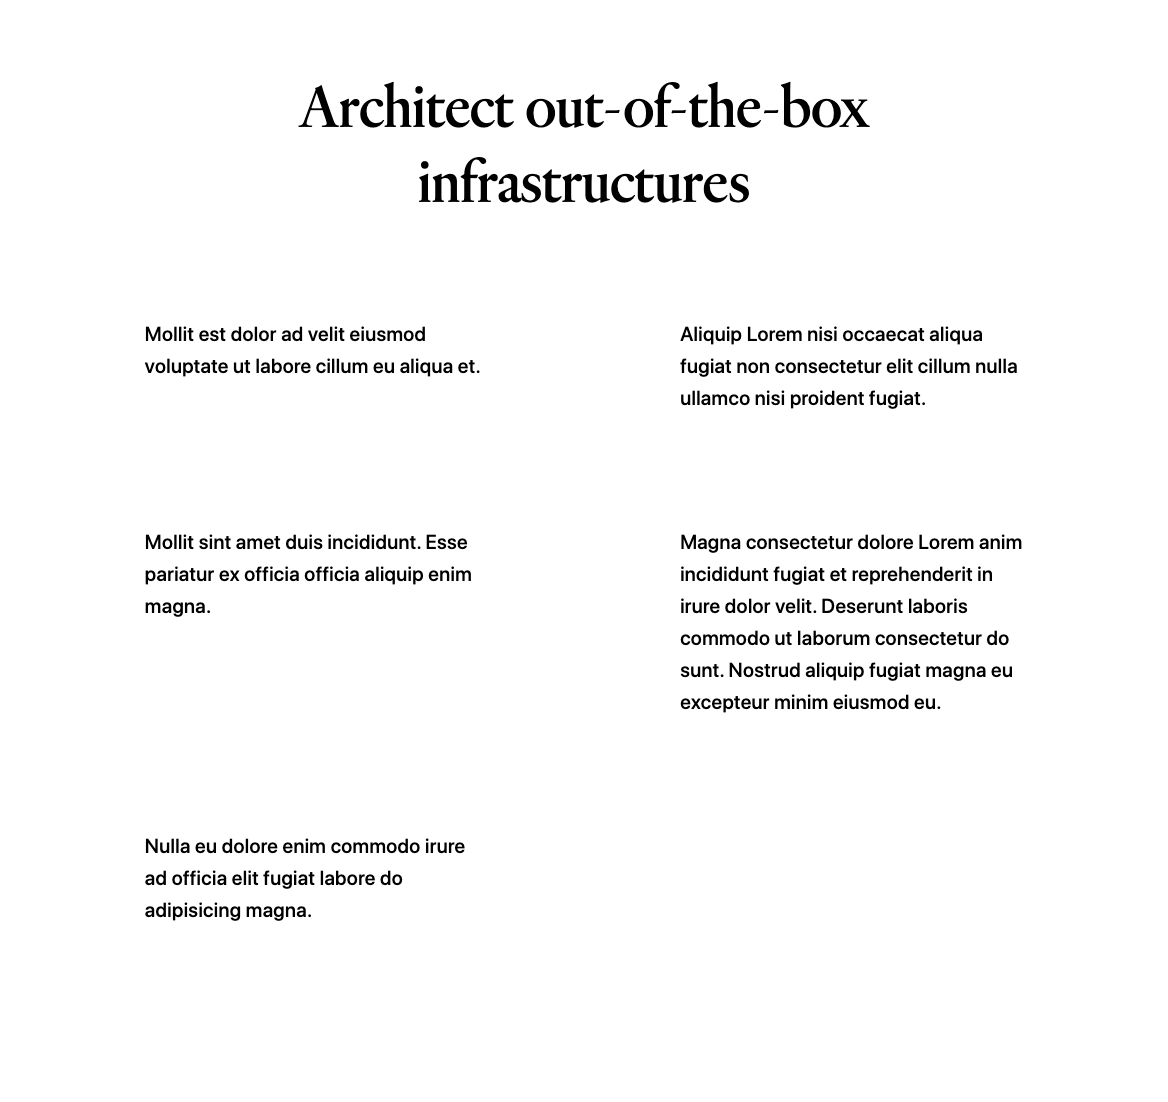 Architect out-of-the-box
infrastructures
Mollit est dolor ad velit eiusmod
voluptate ut labore cillum eu aliqua et.
Aliquip Lorem nisi occaecat aliqua
fugiat non consectetur elit cillum nulla
ullamco nisi proident fugiat.
Mollit sint amet duis incididunt. Esse
pariatur ex officia officia aliquip enim
magna.
Magna consectetur dolore Lorem anim
incididunt fugiat et reprehenderit in
irure dolor velit. Deserunt laboris
commodo ut laborum consectetur do
sunt. Nostrud aliquip fugiat magna eu
excepteur minim eiusmod eu.
Nulla eu dolore enim commodo irure
ad officia elit fugiat labore do
adipisicing magna.